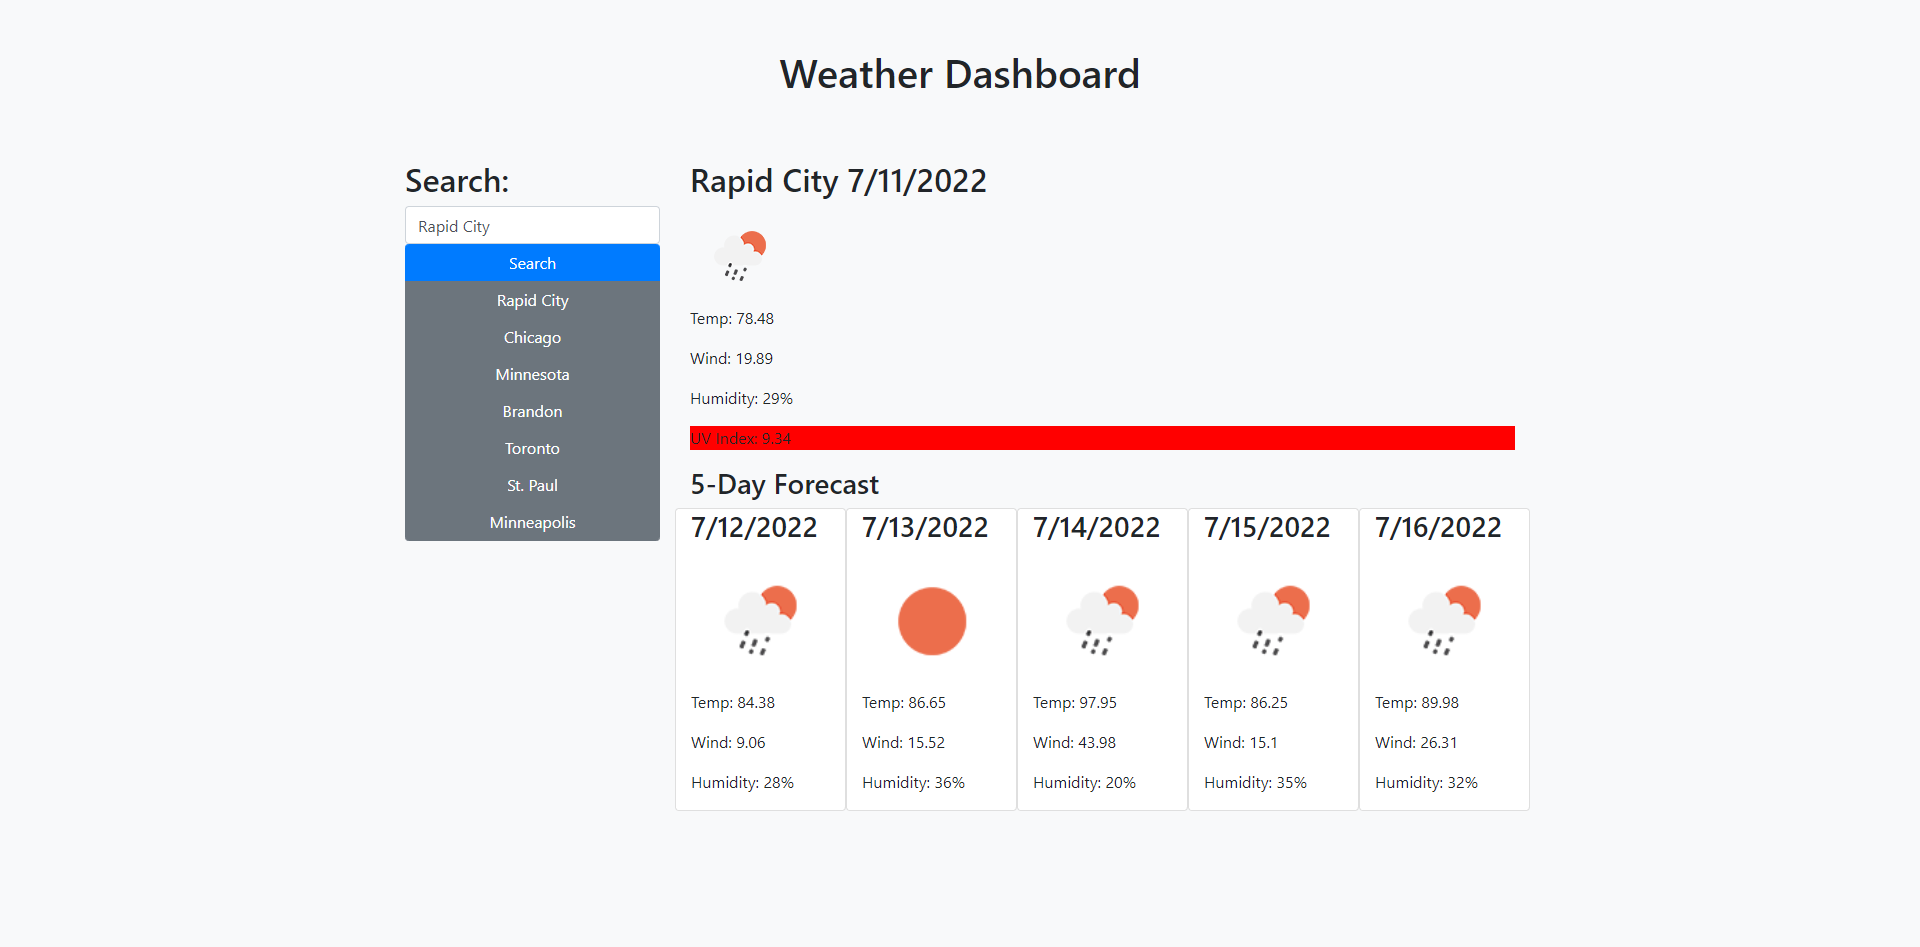 Weather Dashboard
Search:
Rapid City
Search
Rapid City
Chicago
Minnesota
Brandon
Toronto
St. Paul
Minneapolis
Rapid City 7/11/2022
Temp: 78.48
Wind: 19.89
Humidity: 29%
UV Index: 9.34
5-Day Forecast
7/12/2022
Temp: 84.38
Wind: 9.06
Humidity: 28%
7/13/2022
Temp: 86.65
Wind: 15.52
Humidity: 36%
7/14/2022
Temp: 97.95
Wind: 43.98
Humidity: 20%
7/15/2022
Temp: 86.25
Wind: 15.1
Humidity: 35%
7/16/2022
Temp: 89.98
Wind: 26.31
Humidity: 32%